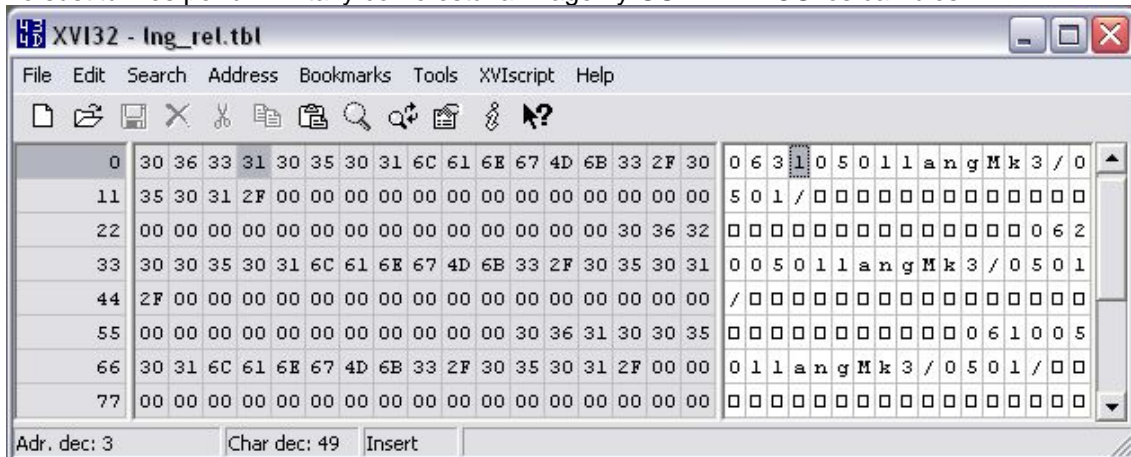 XVI32 - lng_rel.tbl
File Edit Search Address Bookmarks Tools XVIscript Help
0 30 36 33 31 30 35 30 31 6C 61 6E 67 4D 6B 33 2F 30 0 6 3 1 0 5 0 1 l a n g M k 3 / 0
11 35 30 31 2F 00 00 00 00 00 00 00 00 00 00 00 00 00 5 0 1 /
22 00 00 00 00 00 00 00 00 00 00 00 00 00 00 30 36 32 0 6 2
33 30 30 35 30 31 6C 61 6E 67 4D 6B 33 2F 30 35 30 31 0 0 5 0 1 l a n g M k 3 / 0 5 0 1
44 2F 00 00 00 00 00 00 00 00 00 00 00 00 00 00 00 00 /
55 00 00 00 00 00 00 00 00 00 00 00 30 36 31 30 30 35 0 6 1 0 0 5
66 30 31 6C 61 6E 67 4D 6B 33 2F 30 35 30 31 2F 00 00 0 1 l a n g M k 3 / 0 5 0 1 /
77 00 00 00 00 00 00 00 00 00 00 00 00 00 00 00 00 00
Adr. dec: 3 Char dec: 49 Insert